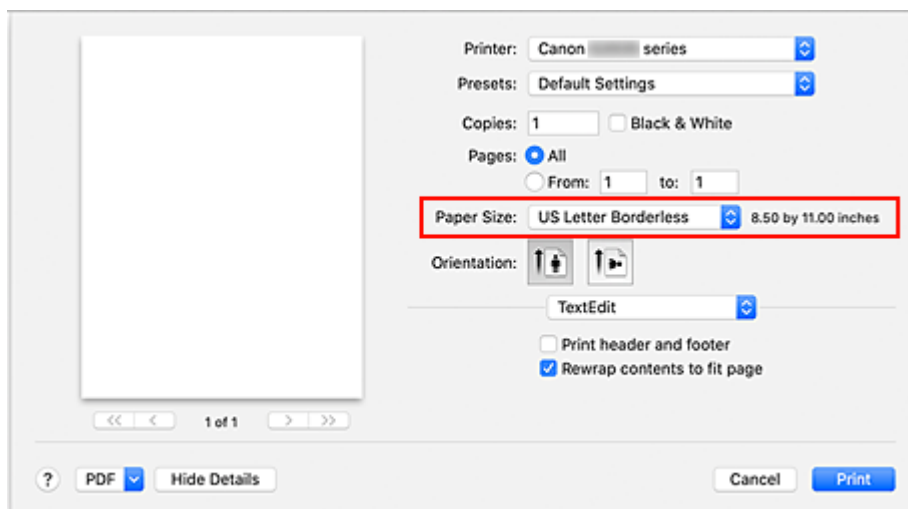 Printer: Canon series
Presets: Default Settings
Copies: 1 Black & White
Pages: All
From: 1 to: 1
Paper Size: US Letter Borderless 8.50 by 11.00 inches
Orientation:
TextEdit
Print header and footer
Rewrap contents to fit page
<< < 1 of 1 > >>
? PDF Hide Details Cancel Print